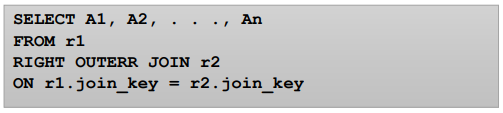 SELECT A1, A2, . . ., An
FROM r1
RIGHT OUTERR JOIN r2
ON r1.join_key = r2.join_key